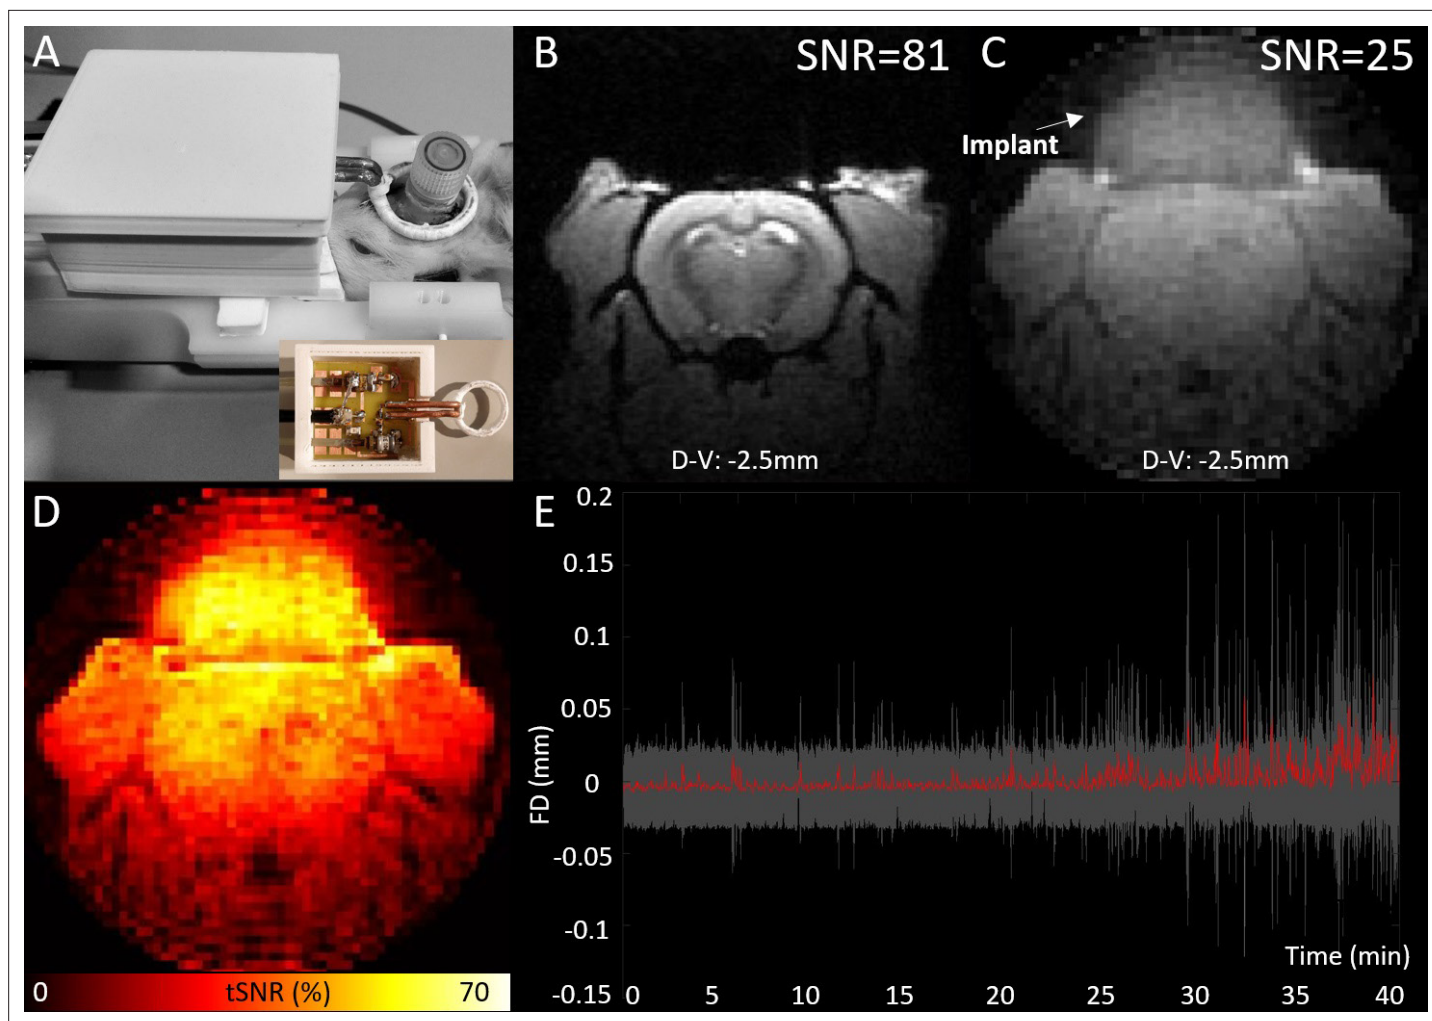 A
B
SNR=81
C
SNR=25
Implant
D-V: -2.5mm
D-V: -2.5mm
D
0
tSNR (%)
70
E
0.2
0.15
0.1
0.05
0
-0.05
-0.1
-0.15
FD (mm)
Time (min)
0 5 10 15 20 25 30 35 40